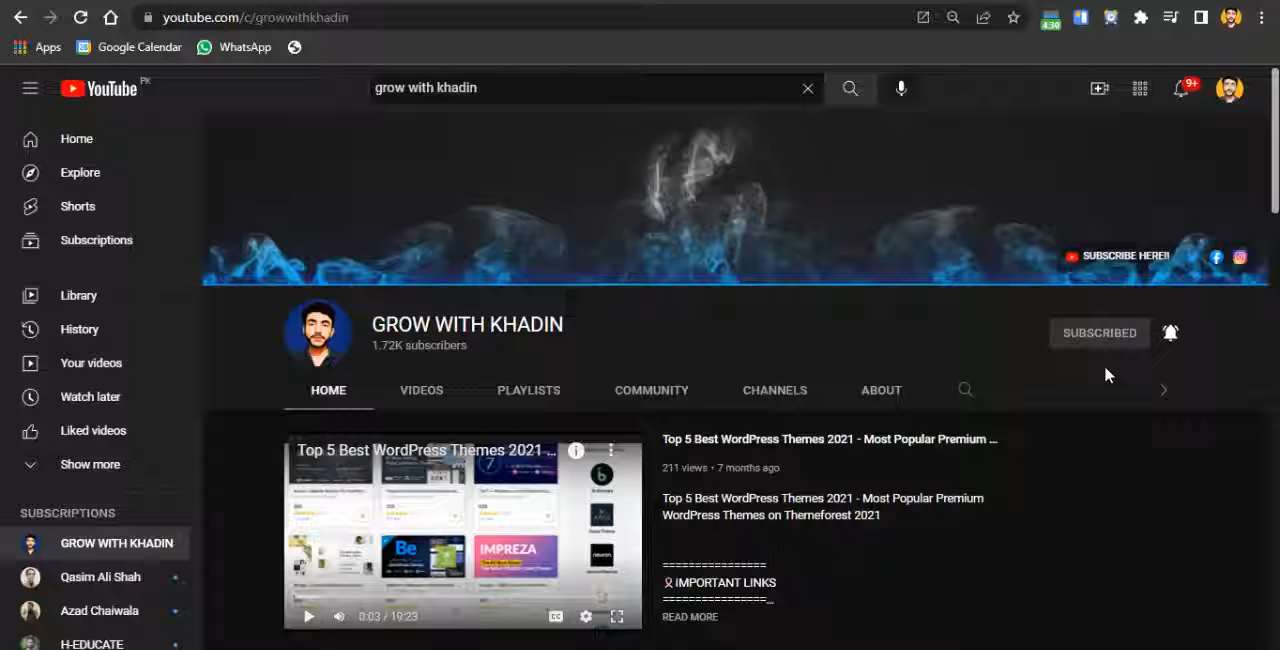 youtube.com/c/growwithkhadin
4:30
Apps
Google Calendar
WhatsApp
YouTube PK
grow with khadin
9+
Home
Explore
Shorts
Subscriptions
Library
History
Your videos
Watch later
Liked videos
Show more
SUBSCRIPTIONS
GROW WITH KHADIN
Qasim Ali Shah
Azad Chaiwala
H-EDUCATE
SUBSCRIBE HERE!!
GROW WITH KHADIN
1.72K subscribers
SUBSCRIBED
HOME
VIDEOS
PLAYLISTS
COMMUNITY
CHANNELS
ABOUT
Top 5 Best WordPress Themes 2021 ...
Be
IMPREZA
0:03 / 19:23
CC
Top 5 Best WordPress Themes 2021 - Most Popular Premium ...
211 views • 7 months ago
Top 5 Best WordPress Themes 2021 - Most Popular Premium
WordPress Themes on Themeforest 2021
===============
🎗IMPORTANT LINKS
================...
READ MORE